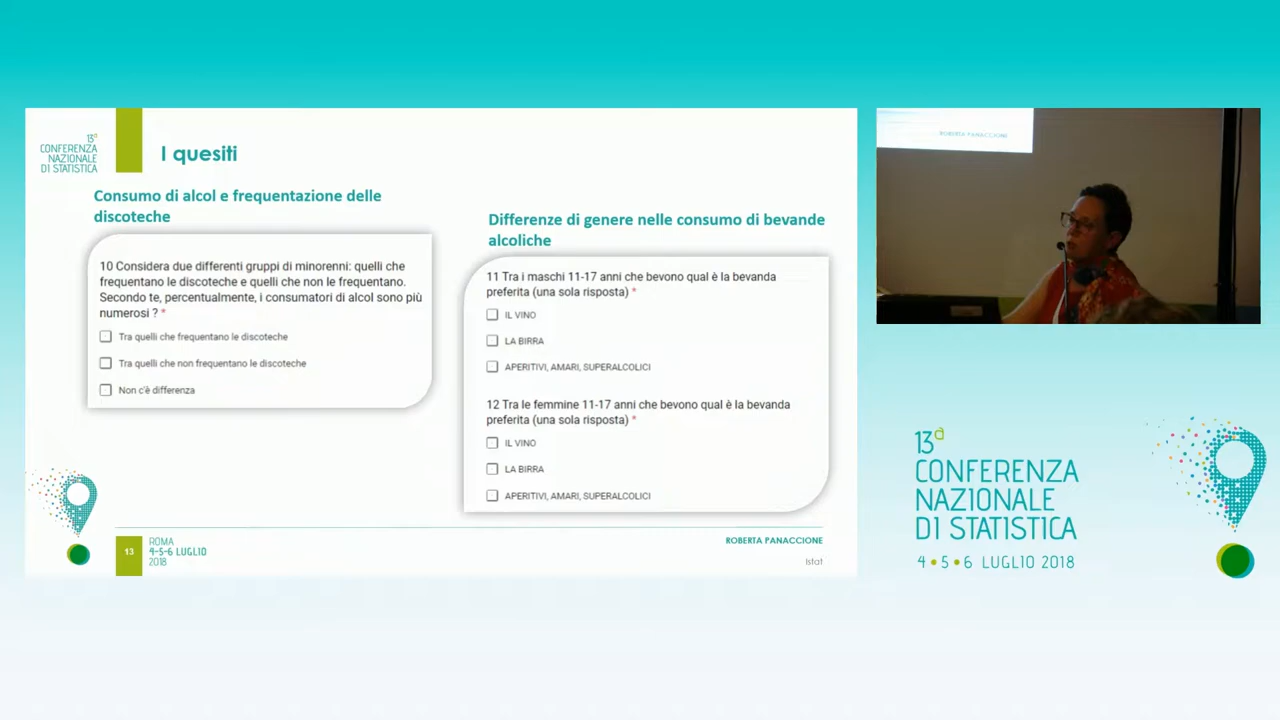 13ª
CONFERENZA
NAZIONALE
DI STATISTICA
I quesiti
Consumo di alcol e frequentazione delle
discoteche
10 Considera due differenti gruppi di minorenni: quelli che
frequentano le discoteche e quelli che non le frequentano.
Secondo te, percentualmente, i consumatori di alcol sono più
numerosi ? *
Tra quelli che frequentano le discoteche
Tra quelli che non frequentano le discoteche
Non c'è differenza
Differenze di genere nelle consumo di bevande
alcoliche
11 Tra i maschi 11-17 anni che bevono qual è la bevanda
preferita (una sola risposta) *
IL VINO
LA BIRRA
APERITIVI, AMARI, SUPERALCOLICI
12 Tra le femmine 11-17 anni che bevono qual è la bevanda
preferita (una sola risposta) *
IL VINO
LA BIRRA
APERITIVI, AMARI, SUPERALCOLICI
13
ROMA
4-5-6 LUGLIO
2018
ROBERTA PANACCIONE
Istat
ROBERTA PANACCIONE
13ª
CONFERENZA
NAZIONALE
DI STATISTICA
4 • 5 • 6 LUGLIO 2018